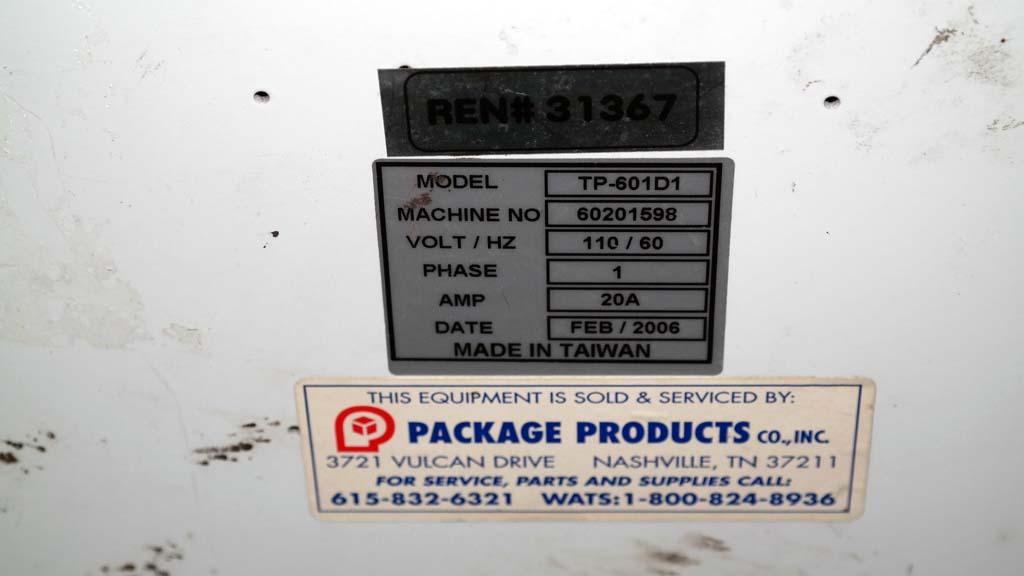 REN# 31367
MODEL TP-601D1
MACHINE NO 60201598
VOLT / HZ 110 / 60
PHASE 1
AMP 20A
DATE FEB / 2006
MADE IN TAIWAN
THIS EQUIPMENT IS SOLD & SERVICED BY:
PACKAGE PRODUCTS CO., INC.
3721 VULCAN DRIVE NASHVILLE, TN 37211
FOR SERVICE, PARTS AND SUPPLIES CALL:
615-832-6321 WATS:1-800-824-8936